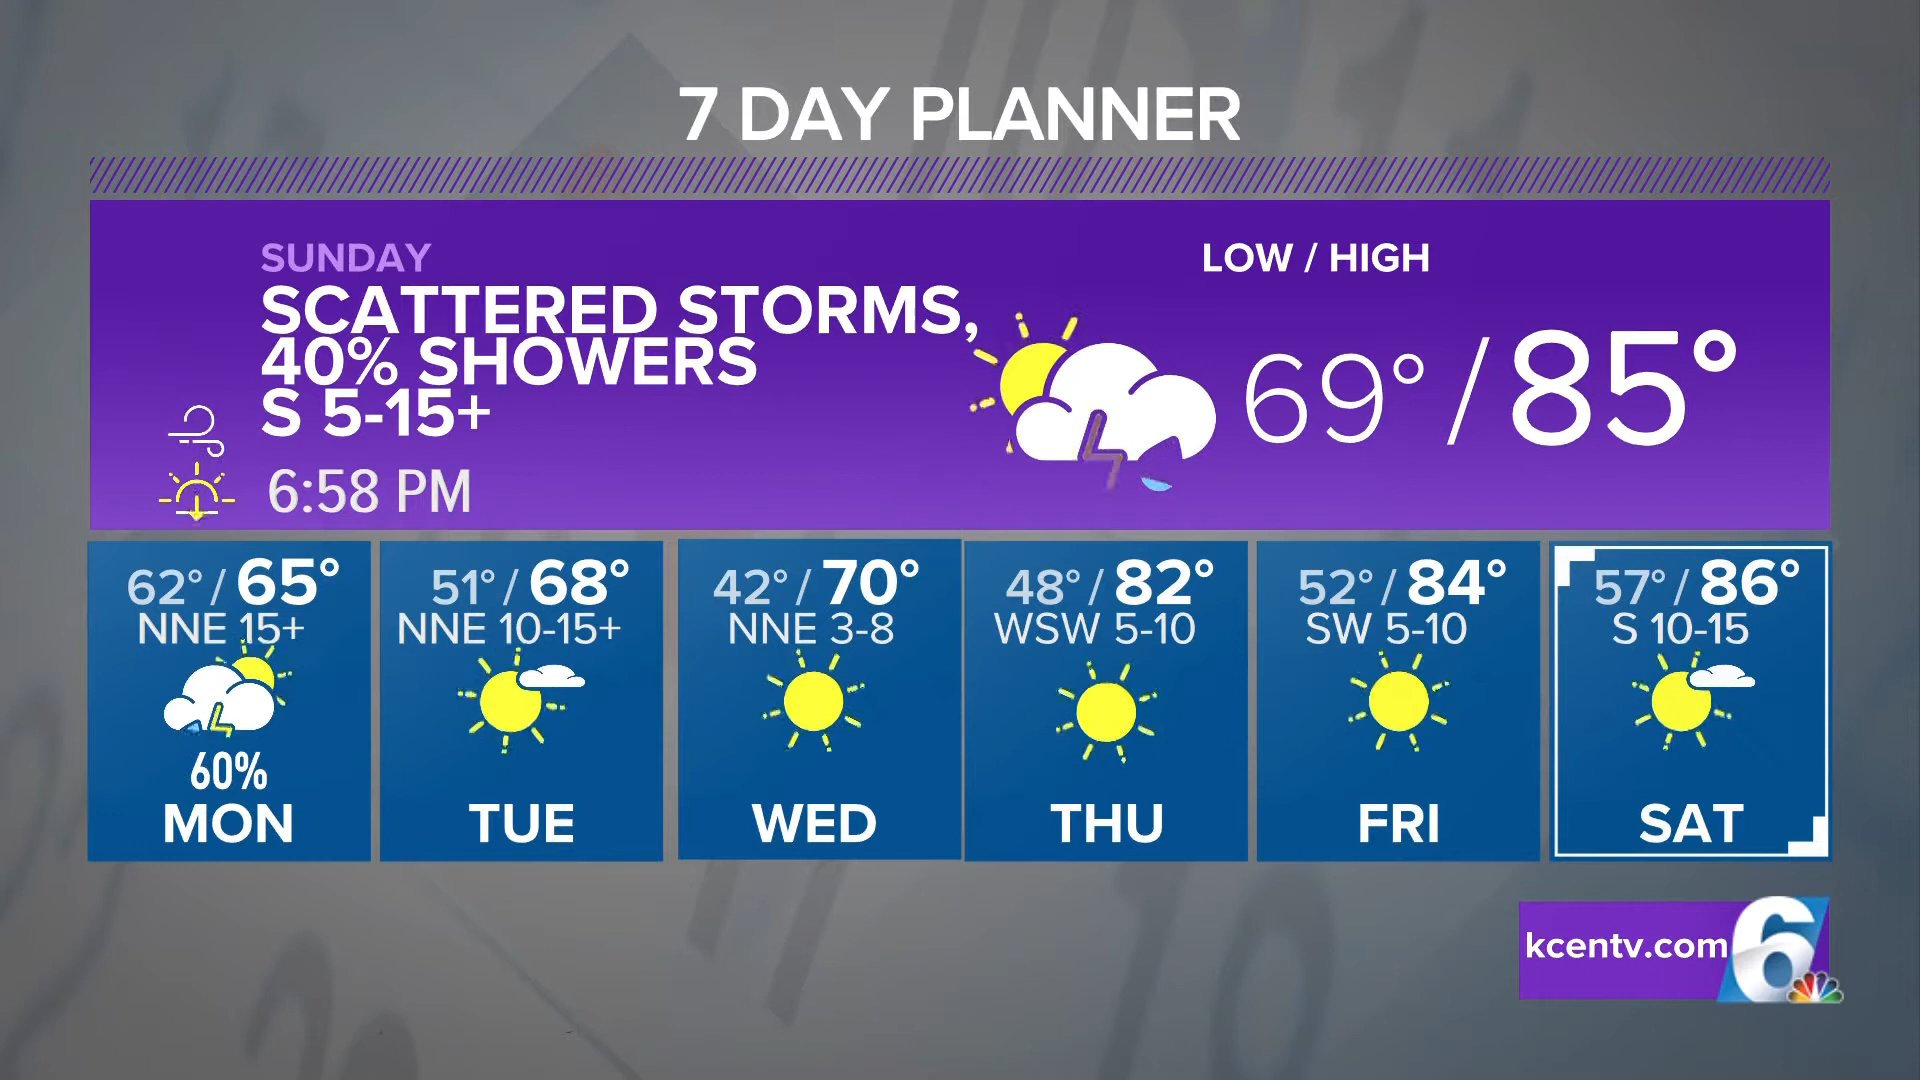 7 DAY PLANNER
SUNDAY
SCATTERED STORMS,
40% SHOWERS
S 5-15+
6:58 PM
LOW / HIGH
69° / 85°
62° / 65°
NNE 15+
60%
MON
51° / 68°
NNE 10-15+
TUE
42° / 70°
NNE 3-8
WED
48° / 82°
WSW 5-10
THU
52° / 84°
SW 5-10
FRI
57° / 86°
S 10-15
SAT
kcentv.com
6